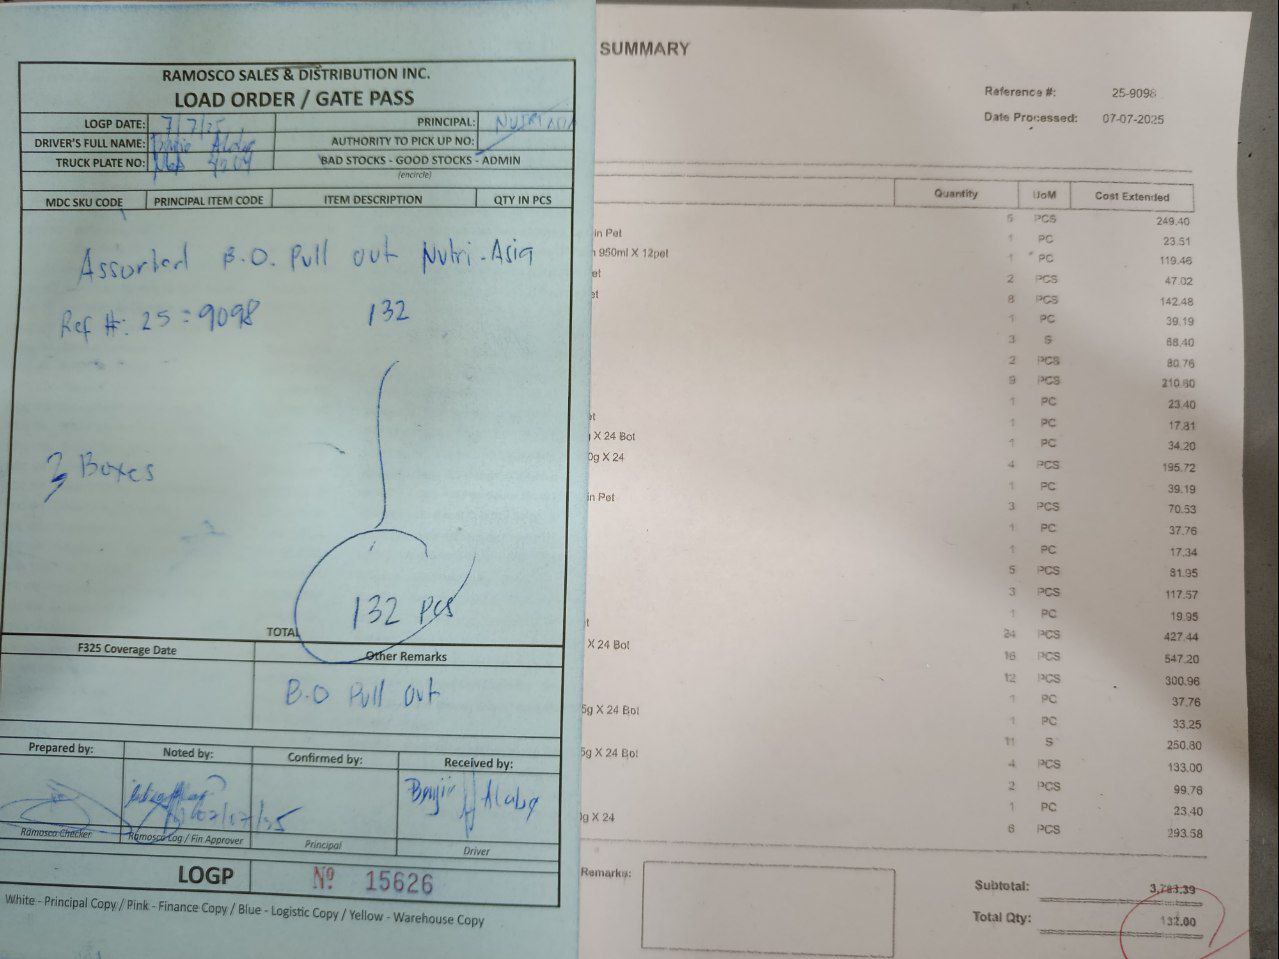 RAMOSCO SALES & DISTRIBUTION INC.
LOAD ORDER / GATE PASS
LOGP DATE: 7/7/25 PRINCIPAL: NUTRI ASIA
DRIVER'S FULL NAME: AUTHORITY TO PICK UP NO:
TRUCK PLATE NO: BAD STOCKS - GOOD STOCKS - ADMIN
(encircle)
MDC SKU CODE PRINCIPAL ITEM CODE ITEM DESCRIPTION QTY IN PCS
Assorted B.O. Pull out Nutri-Asia
Ref #: 25-9098 132
3 Boxes
132 pcs
TOTAL
F325 Coverage Date Other Remarks
B.O Pull Out
Prepared by: Noted by: Confirmed by: Received by:
Ramosco Checker Ramosco Log / Fin Approver Principal Driver
LOGP Nº 15626
White - Principal Copy / Pink - Finance Copy / Blue - Logistic Copy / Yellow - Warehouse Copy
SUMMARY
Reference #: 25-9098
Date Processed: 07-07-2025
Quantity UoM Cost Extended
5 PCS 249.40
in Pet 1 PC 23.51
950ml X 12pet 1 PC 119.46
et 2 PCS 47.02
et 8 PCS 142.48
1 PC 39.19
3 S 68.40
2 PCS 80.76
9 PCS 210.60
1 PC 23.40
et 1 PC 17.81
X 24 Bot 1 PC 34.20
0g X 24 4 PCS 195.72
1 PC 39.19
in Pet 3 PCS 70.53
1 PC 37.76
1 PC 17.34
5 PCS 81.95
3 PCS 117.57
1 PC 19.95
24 PCS 427.44
X 24 Bot 16 PCS 547.20
12 PCS 300.96
1 PC 37.76
5g X 24 Bot 1 PC 33.25
11 S 250.80
5g X 24 Bot 4 PCS 133.00
2 PCS 99.76
1 PC 23.40
g X 24 6 PCS 293.58
Remarks:
Subtotal: 3,783.39
Total Qty: 132.00